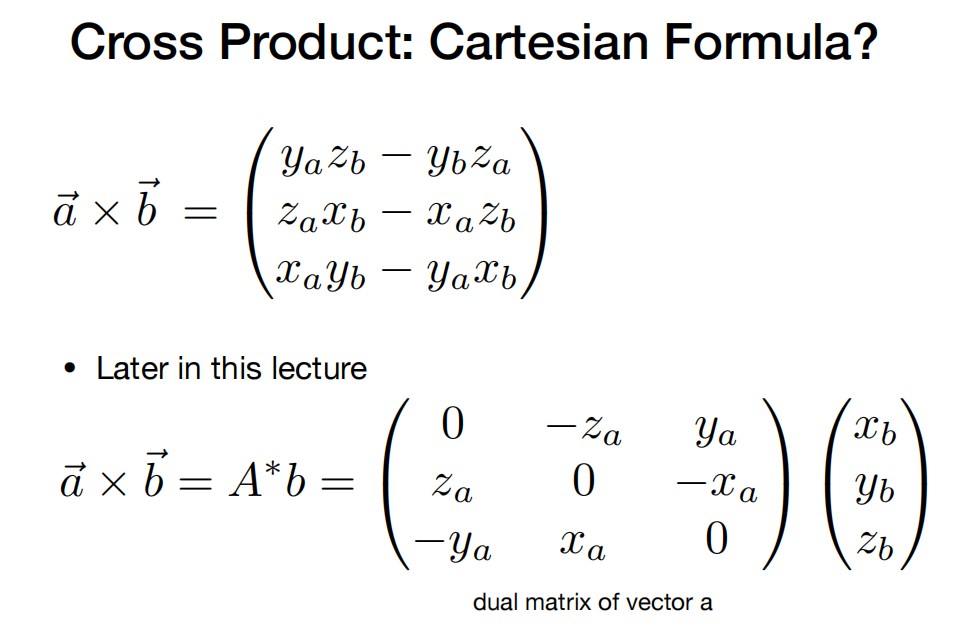 Cross Product: Cartesian Formula?
$\vec{a} \times \vec{b} = \begin{pmatrix} y_a z_b - y_b z_a \\ z_a x_b - x_a z_b \\ x_a y_b - y_a x_b \end{pmatrix}$
• Later in this lecture
$\vec{a} \times \vec{b} = A^* b = \begin{pmatrix} 0 & -z_a & y_a \\ z_a & 0 & -x_a \\ -y_a & x_a & 0 \end{pmatrix} \begin{pmatrix} x_b \\ y_b \\ z_b \end{pmatrix}$
dual matrix of vector a